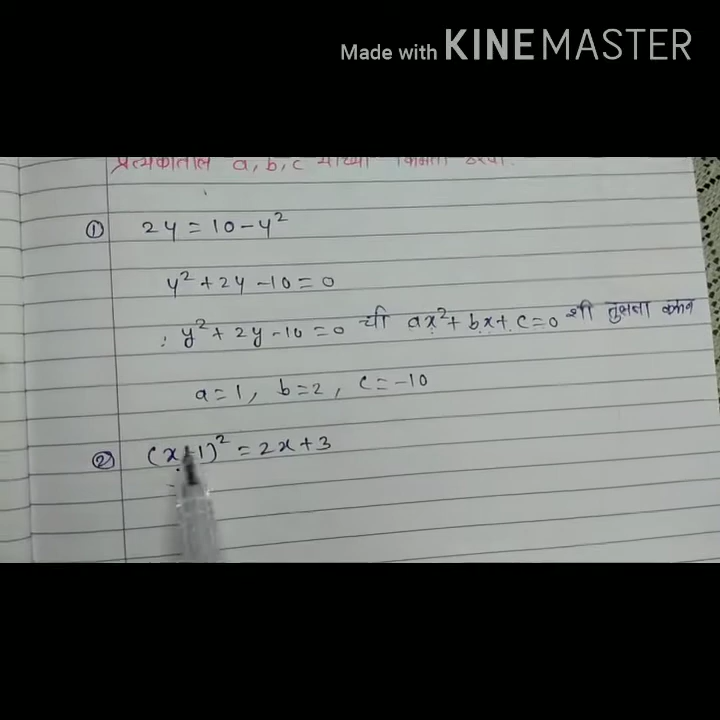 Made with KINEMASTER
a, b, c
① 2y = 10 - y²
y² + 2y - 10 = 0
∴ y² + 2y - 10 = 0 ची ax² + bx + c = 0 शी तुलना करून
a = 1, b = 2, c = -10
② (x-1)² = 2x + 3